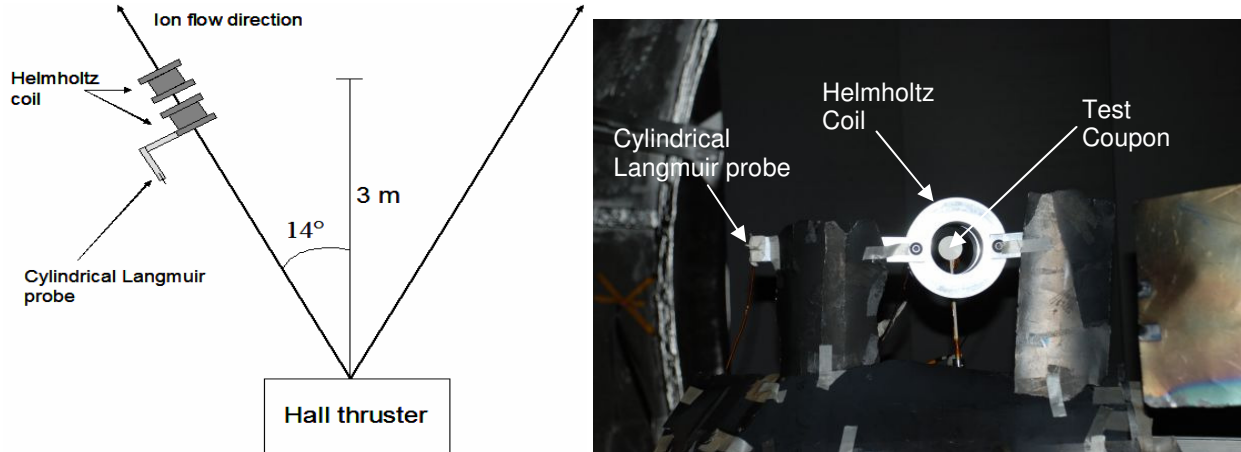 Ion flow direction
Helmholtz
coil
3 m
14°
Cylindrical Langmuir
probe
Hall thruster
Helmholtz
Coil
Test
Coupon
Cylindrical
Langmuir probe